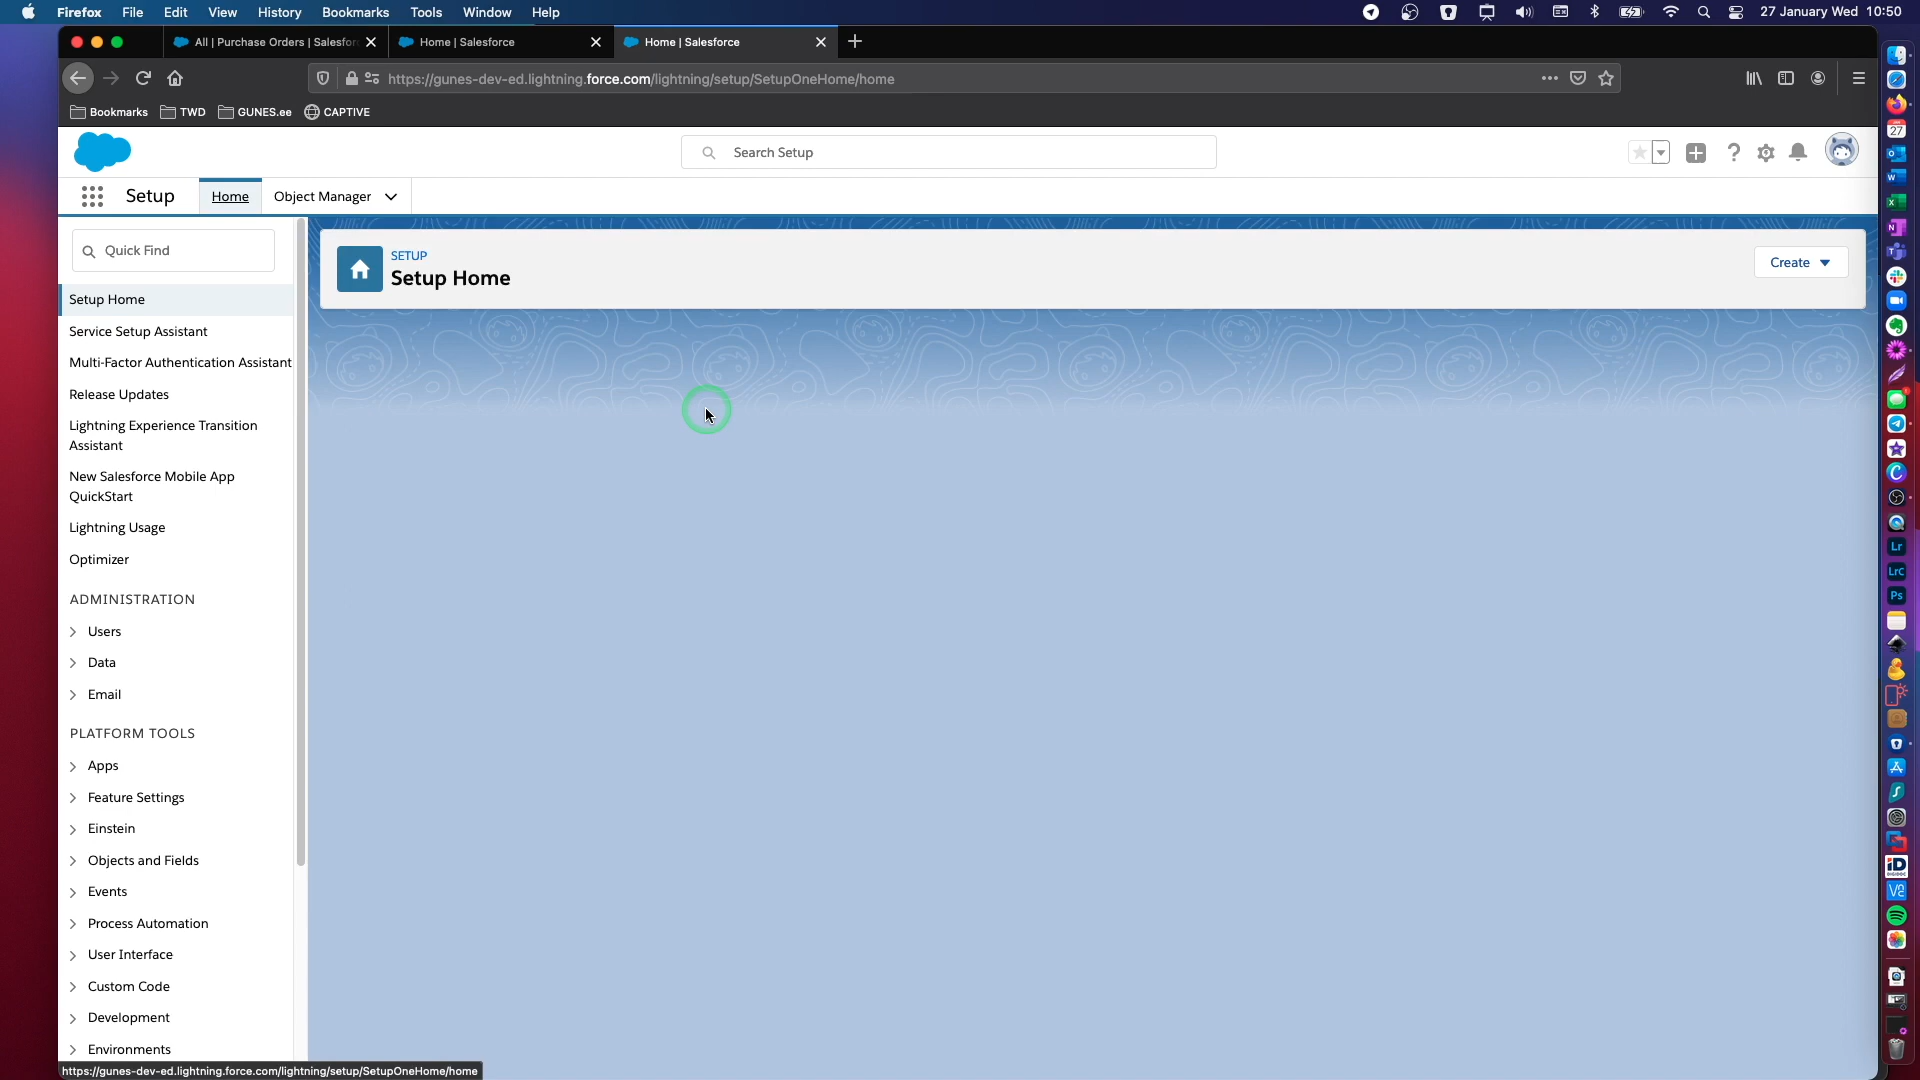 Firefox File Edit View History Bookmarks Tools Window Help
27 January Wed 10:50
All | Purchase Orders | Salesfor
Home | Salesforce
Home | Salesforce
https://gunes-dev-ed.lightning.force.com/lightning/setup/SetupOneHome/home
Bookmarks TWD GUNES.ee CAPTIVE
Search Setup
Setup Home Object Manager
Quick Find
SETUP
Setup Home
Create
Setup Home
Service Setup Assistant
Multi-Factor Authentication Assistant
Release Updates
Lightning Experience Transition
Assistant
New Salesforce Mobile App
QuickStart
Lightning Usage
Optimizer
ADMINISTRATION
Users
Data
Email
PLATFORM TOOLS
Apps
Feature Settings
Einstein
Objects and Fields
Events
Process Automation
User Interface
Custom Code
Development
Environments
https://gunes-dev-ed.lightning.force.com/lightning/setup/SetupOneHome/home
27
Lr
LrC
Ps
iD